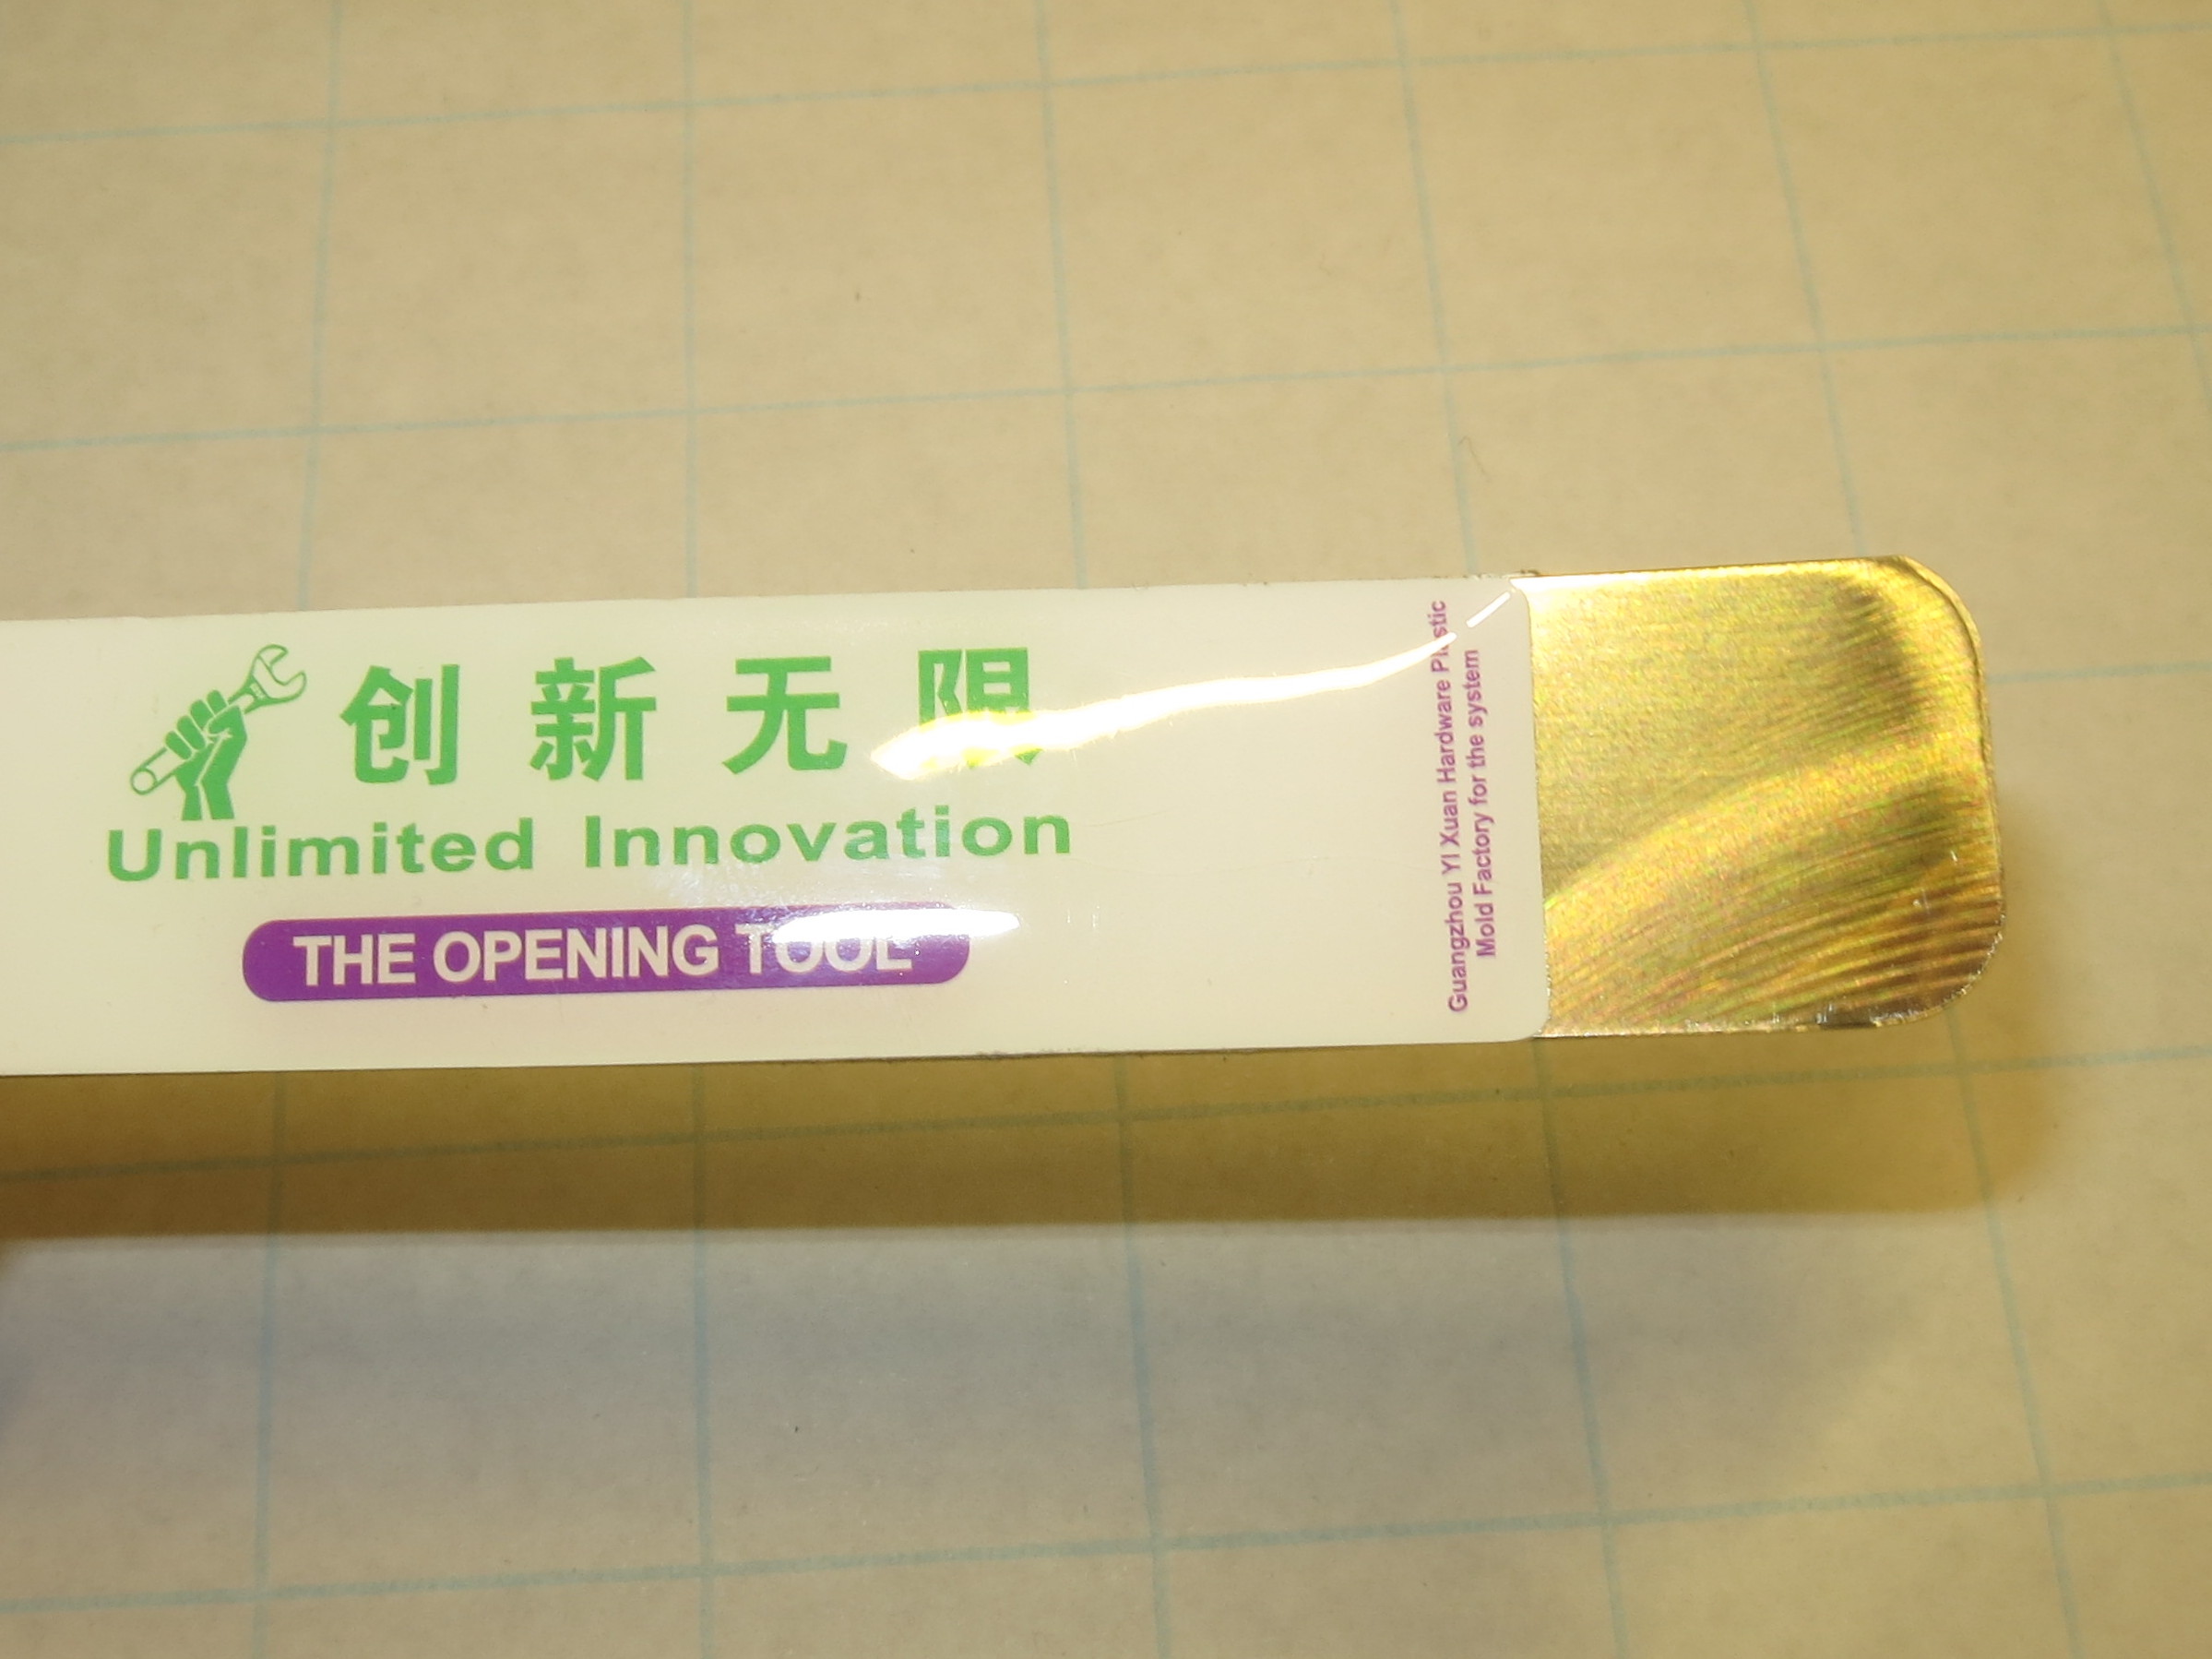 创新无限
Unlimited Innovation
THE OPENING TOOL
Guangzhou YI Xuan Hardware Plastic
Mold Factory for the system